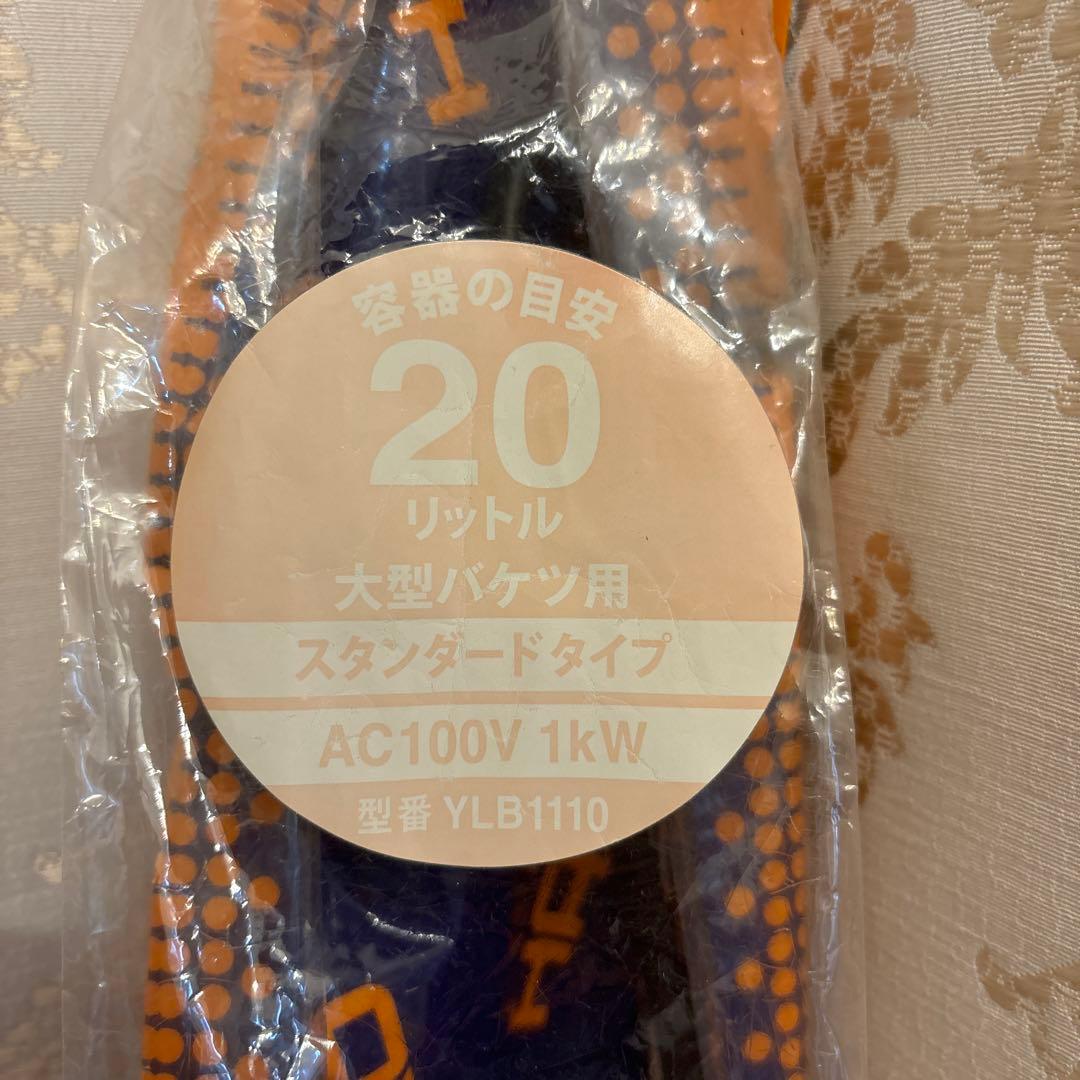 容器の目安
20
リットル
大型バケツ用
スタンダードタイプ
AC100V 1kW
型番 YLB1110